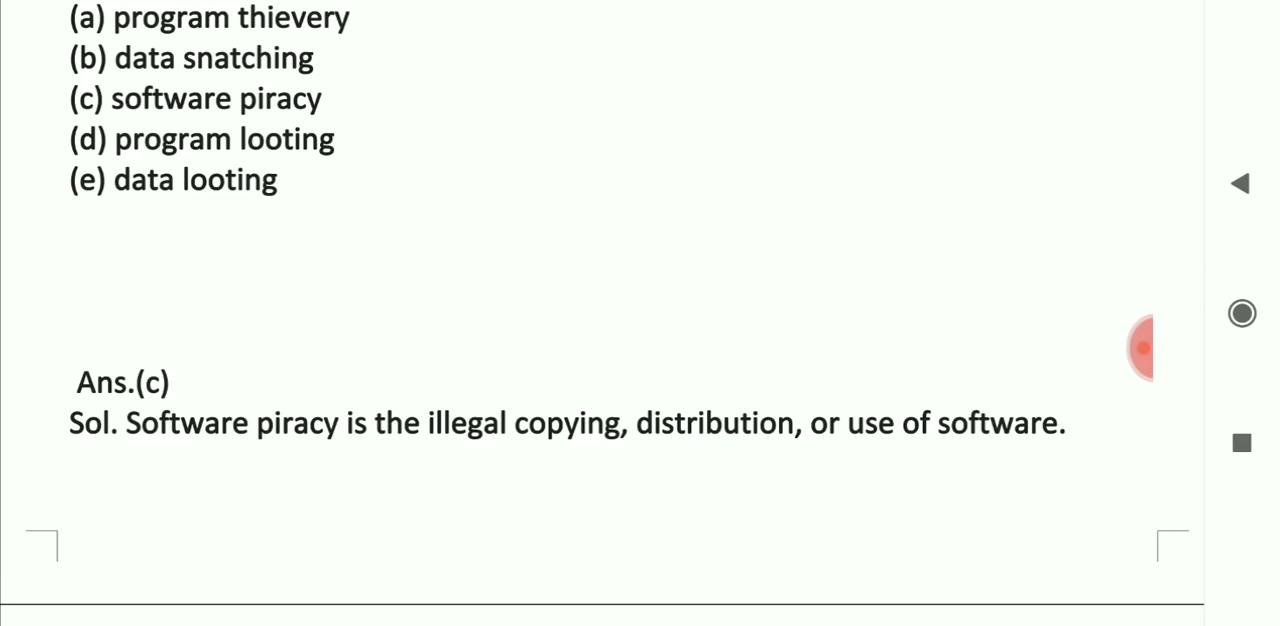 (a) program thievery
(b) data snatching
(c) software piracy
(d) program looting
(e) data looting
Ans.(c)
Sol. Software piracy is the illegal copying, distribution, or use of software.